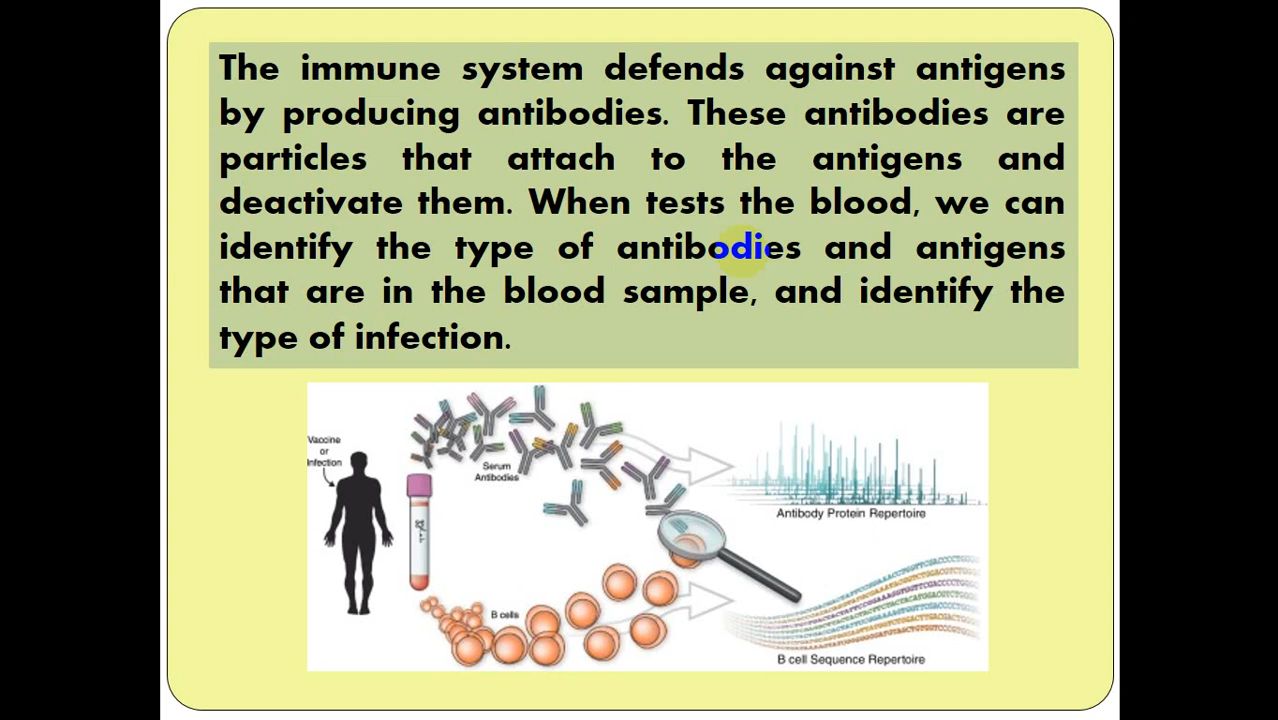 The immune system defends against antigens
by producing antibodies. These antibodies are
particles that attach to the antigens and
deactivate them. When tests the blood, we can
identify the type of antibodies and antigens
that are in the blood sample, and identify the
type of infection.
Vaccine
or
Infection
Serum
Antibodies
Antibody Protein Repertoire
B cells
B cell Sequence Repertoire